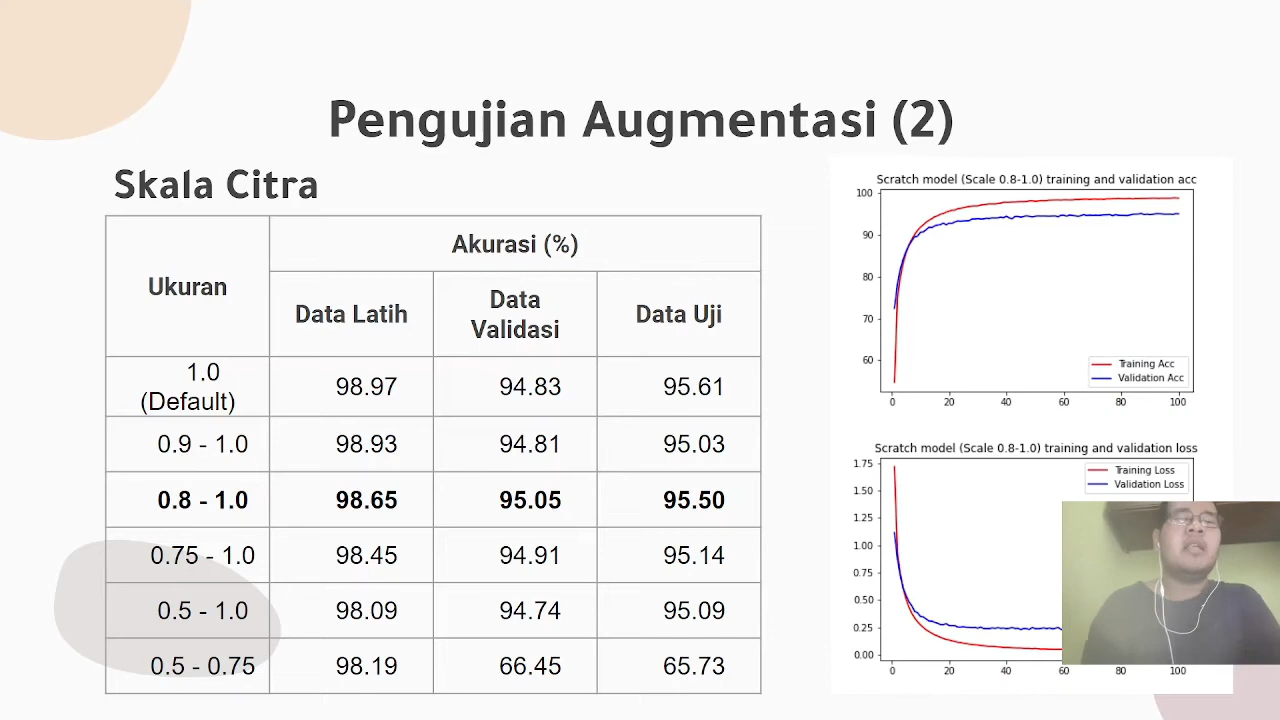 Pengujian Augmentasi (2)
Skala Citra
Ukuran
Akurasi (%)
Data Latih
Data
Validasi
Data Uji
1.0
(Default)
98.97
94.83
95.61
0.9 - 1.0
98.93
94.81
95.03
0.8 - 1.0
98.65
95.05
95.50
0.75 - 1.0
98.45
94.91
95.14
0.5 - 1.0
98.09
94.74
95.09
0.5 - 0.75
98.19
66.45
65.73
Scratch model (Scale 0.8-1.0) training and validation acc
100
90
80
70
60
Training Acc
Validation Acc
0
20
40
60
80
100
Scratch model (Scale 0.8-1.0) training and validation loss
1.75
1.50
1.25
1.00
0.75
0.50
0.25
0.00
Training Loss
Validation Loss
0
20
40
60
80
100